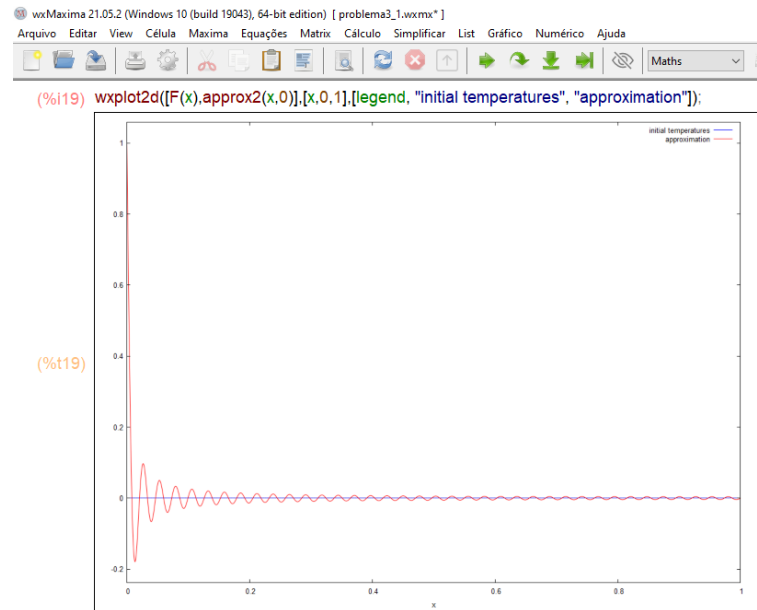 wxMaxima 21.05.2 (Windows 10 (build 19043), 64-bit edition) [ problema3_1.wxmx* ]
Arquivo Editar View Célula Maxima Equações Matrix Cálculo Simplificar List Gráfico Numérico Ajuda
Maths
(%i19) wxplot2d([F(x),approx2(x,0)],[x,0,1],[legend, "initial temperatures", "approximation"]);
initial temperatures
approximation
1
0.8
0.6
0.4
(%t19)
0.2
0
-0.2
0 0.2 0.4 0.6 0.8 1
x